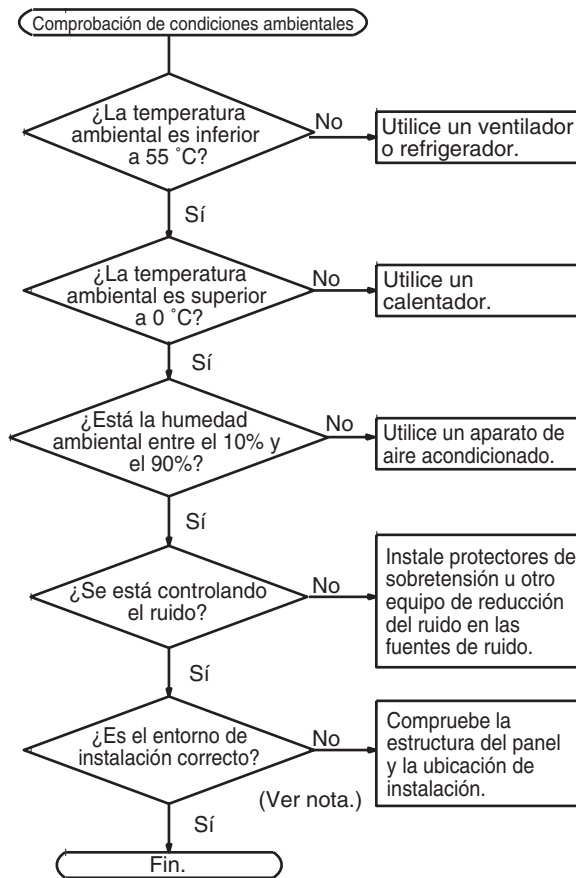 Comprobación de condiciones ambientales
¿La temperatura
ambiental es inferior
a 55 ˚C?
No
Utilice un ventilador
o refrigerador.
Sí
¿La temperatura
ambiental es superior
a 0 ˚C?
No
Utilice un
calentador.
Sí
¿Está la humedad
ambiental entre el 10% y
el 90%?
No
Utilice un aparato de
aire acondicionado.
Sí
¿Se está controlando
el ruido?
No
Instale protectores de
sobretensión u otro
equipo de reducción
del ruido en las
fuentes de ruido.
Sí
¿Es el entorno de
instalación correcto?
No
Compruebe la
estructura del panel
y la ubicación de
instalación.
(Ver nota.)
Sí
Fin.